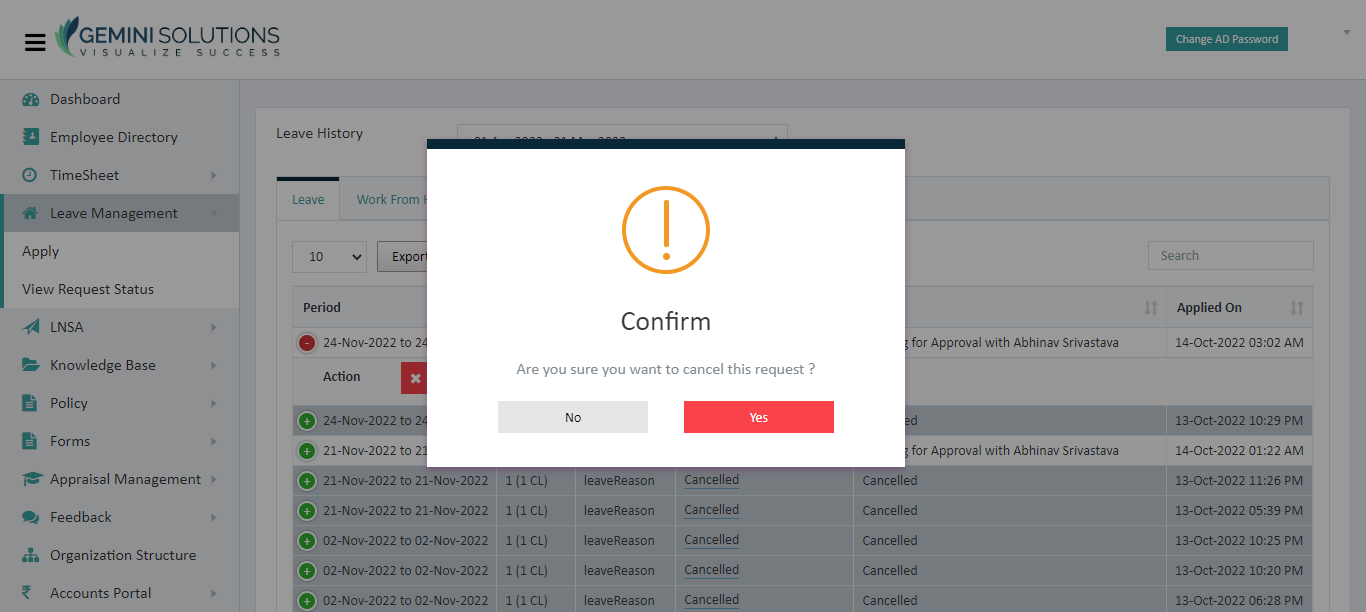 GEMINI SOLUTIONS
VISUALIZE SUCCESS
Change AD Password
Dashboard
Employee Directory
TimeSheet
Leave Management
Apply
View Request Status
LNSA
Knowledge Base
Policy
Forms
Appraisal Management
Feedback
Organization Structure
Accounts Portal
Leave History
Leave
Work From
10
Export
Search
Period
Applied On
24-Nov-2022 to 24
for Approval with Abhinav Srivastava
14-Oct-2022 03:02 AM
Action
24-Nov-2022 to 24
13-Oct-2022 10:29 PM
21-Nov-2022 to 21
for Approval with Abhinav Srivastava
14-Oct-2022 01:22 AM
21-Nov-2022 to 21-Nov-2022 1 (1 CL) leaveReason Cancelled Cancelled 13-Oct-2022 11:26 PM
21-Nov-2022 to 21-Nov-2022 1 (1 CL) leaveReason Cancelled Cancelled 13-Oct-2022 05:39 PM
02-Nov-2022 to 02-Nov-2022 1 (1 CL) leaveReason Cancelled Cancelled 13-Oct-2022 10:25 PM
02-Nov-2022 to 02-Nov-2022 1 (1 CL) leaveReason Cancelled Cancelled 13-Oct-2022 10:20 PM
02-Nov-2022 to 02-Nov-2022 1 (1 CL) leaveReason Cancelled Cancelled 13-Oct-2022 06:28 PM
Confirm
Are you sure you want to cancel this request ?
No
Yes